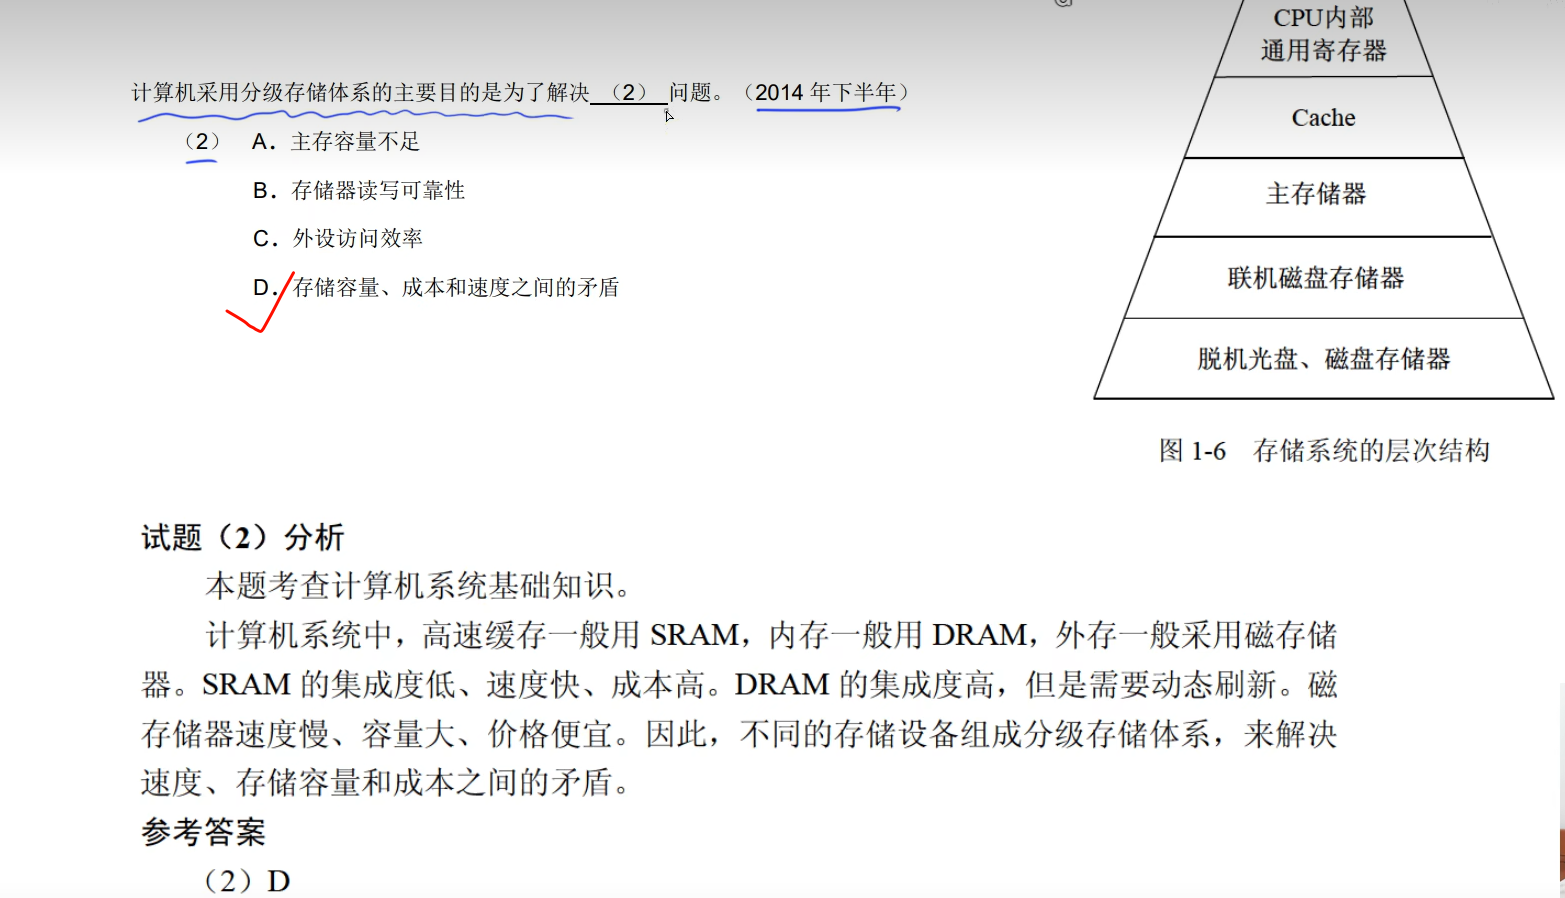 计算机采用分级存储体系的主要目的是为了解决 （2） 问题。（2014 年下半年）
（2） A. 主存容量不足
B. 存储器读写可靠性
C. 外设访问效率
D. 存储容量、成本和速度之间的矛盾
CPU内部
通用寄存器
Cache
主存储器
联机磁盘存储器
脱机光盘、磁盘存储器
图 1-6 存储系统的层次结构
试题（2）分析
本题考查计算机系统基础知识。
计算机系统中，高速缓存一般用 SRAM，内存一般用 DRAM，外存一般采用磁存储
器。SRAM 的集成度低、速度快、成本高。DRAM 的集成度高，但是需要动态刷新。磁
存储器速度慢、容量大、价格便宜。因此，不同的存储设备组成分级存储体系，来解决
速度、存储容量和成本之间的矛盾。
参考答案
（2）D